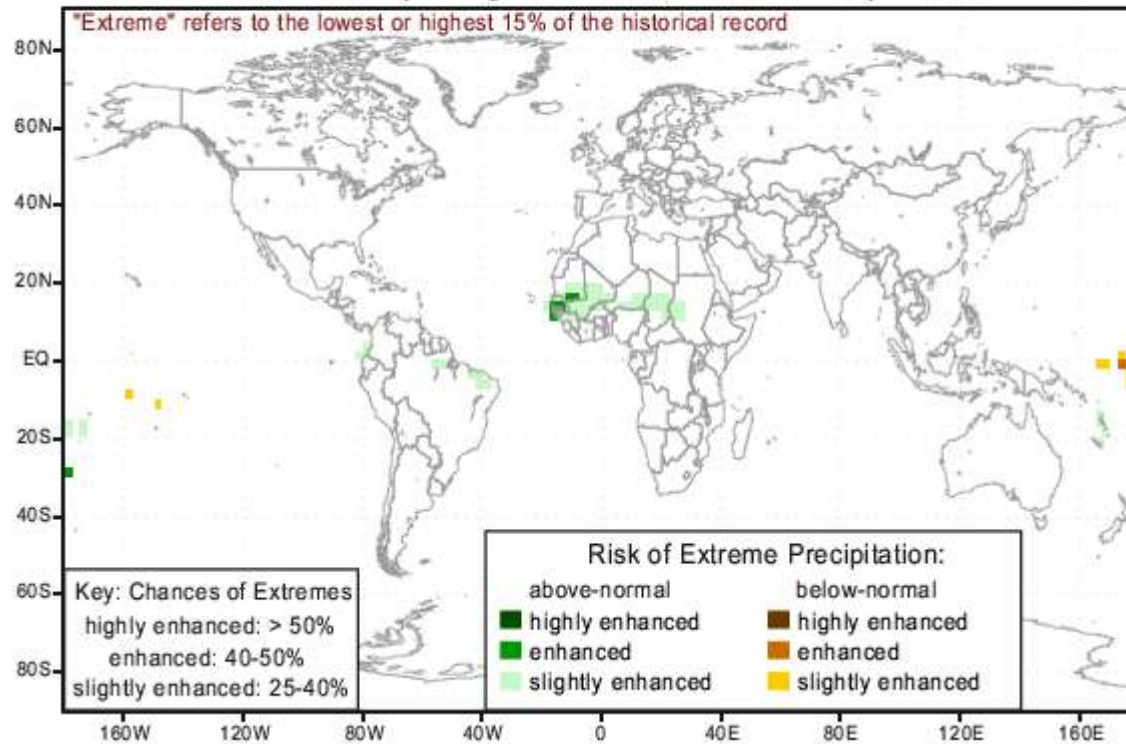 "Extreme" refers to the lowest or highest 15% of the historical record
80N
60N
40N
20N
EQ
20S
40S
60S
80S
Key: Chances of Extremes
highly enhanced: > 50%
enhanced: 40-50%
slightly enhanced: 25-40%
Risk of Extreme Precipitation:
above-normal below-normal
highly enhanced highly enhanced
enhanced enhanced
slightly enhanced slightly enhanced
160W 120W 80W 40W 0 40E 80E 120E 160E